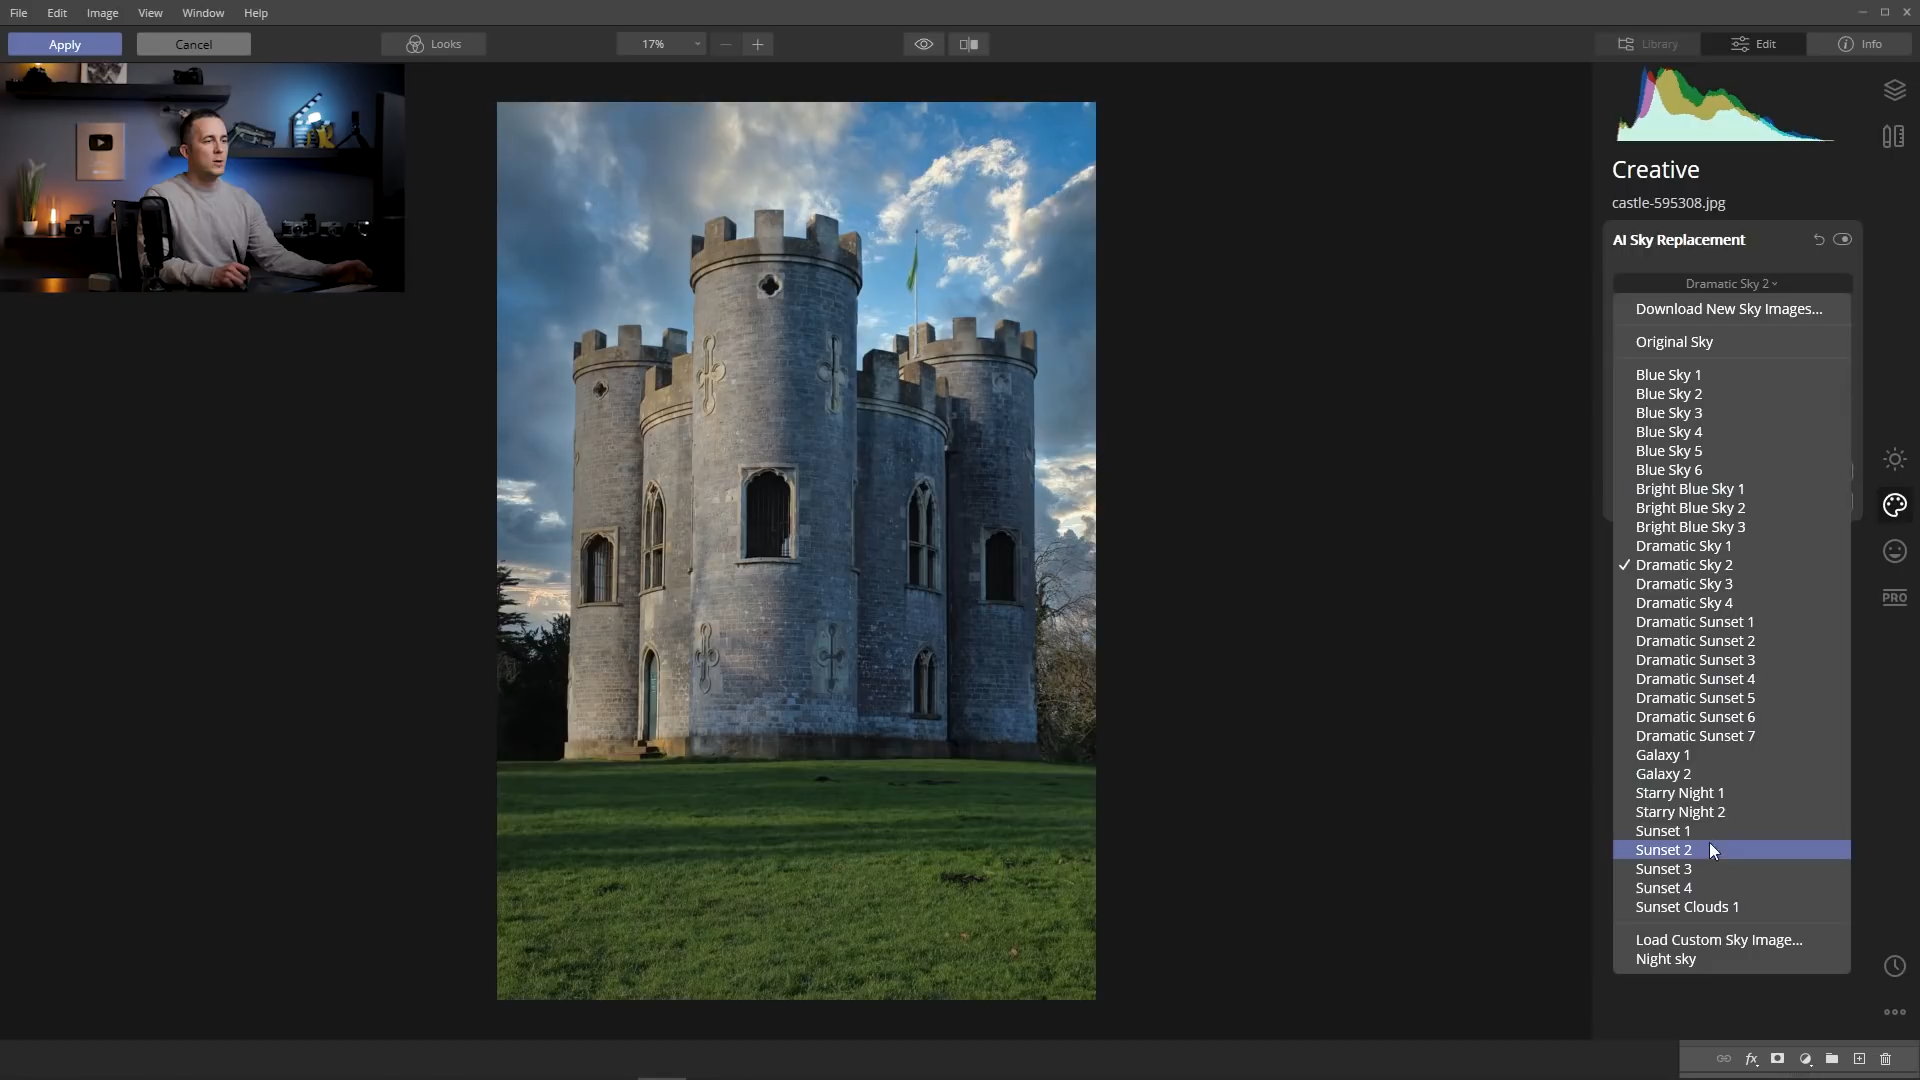 File Edit Image View Window Help
Apply Cancel Looks 17% Library Edit Info
Creative
castle-595308.jpg
AI Sky Replacement
Dramatic Sky 2
Download New Sky Images...
Original Sky
Blue Sky 1
Blue Sky 2
Blue Sky 3
Blue Sky 4
Blue Sky 5
Blue Sky 6
Bright Blue Sky 1
Bright Blue Sky 2
Bright Blue Sky 3
Dramatic Sky 1
Dramatic Sky 2
Dramatic Sky 3
Dramatic Sky 4
Dramatic Sunset 1
Dramatic Sunset 2
Dramatic Sunset 3
Dramatic Sunset 4
Dramatic Sunset 5
Dramatic Sunset 6
Dramatic Sunset 7
Galaxy 1
Galaxy 2
PRO
Starry Night 1
Starry Night 2
Sunset 1
Sunset 2
Sunset 3
Sunset 4
Sunset Clouds 1
Load Custom Sky Image...
Night sky
fx